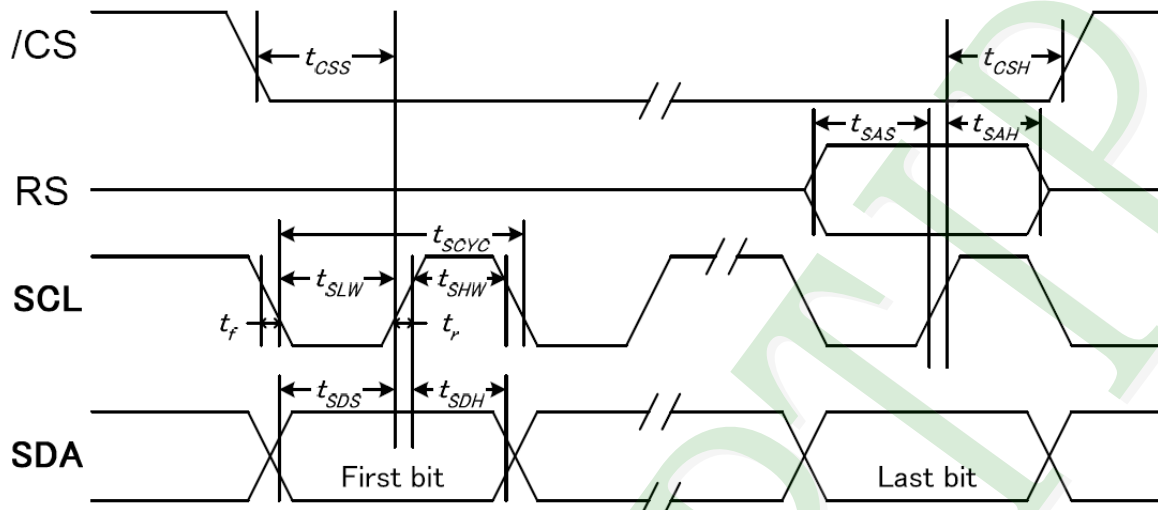 /CS
tCSS
tCSH
RS
tSAS
tSAH
tSCYC
SCL
tSLW
tSHW
tf
tr
SDA
tSDS
tSDH
First bit
Last bit